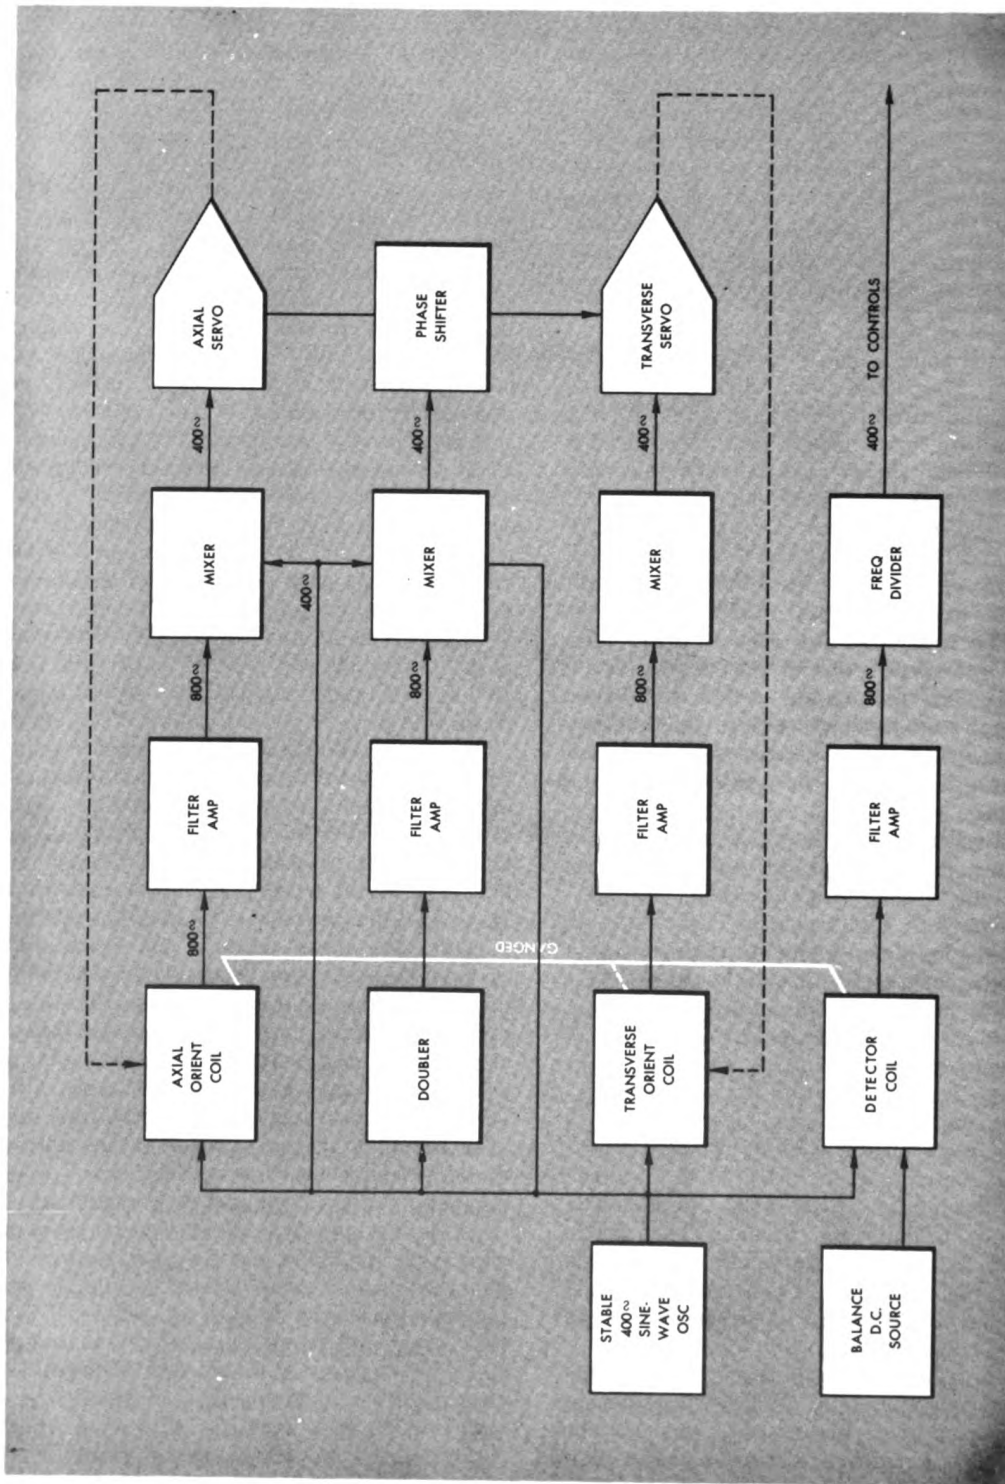 AXIAL
ORIENT
COIL
800~
FILTER
AMP
800~
MIXER
400~
AXIAL
SERVO
400~
DOUBLER
FILTER
AMP
800~
MIXER
400~
PHASE
SHIFTER
GANGED
STABLE
400~
SINE-
WAVE
OSC
TRANSVERSE
ORIENT
COIL
FILTER
AMP
800~
MIXER
400~
TRANSVERSE
SERVO
BALANCE
D.C.
SOURCE
DETECTOR
COIL
FILTER
AMP
800~
FREQ
DIVIDER
400~ TO CONTROLS